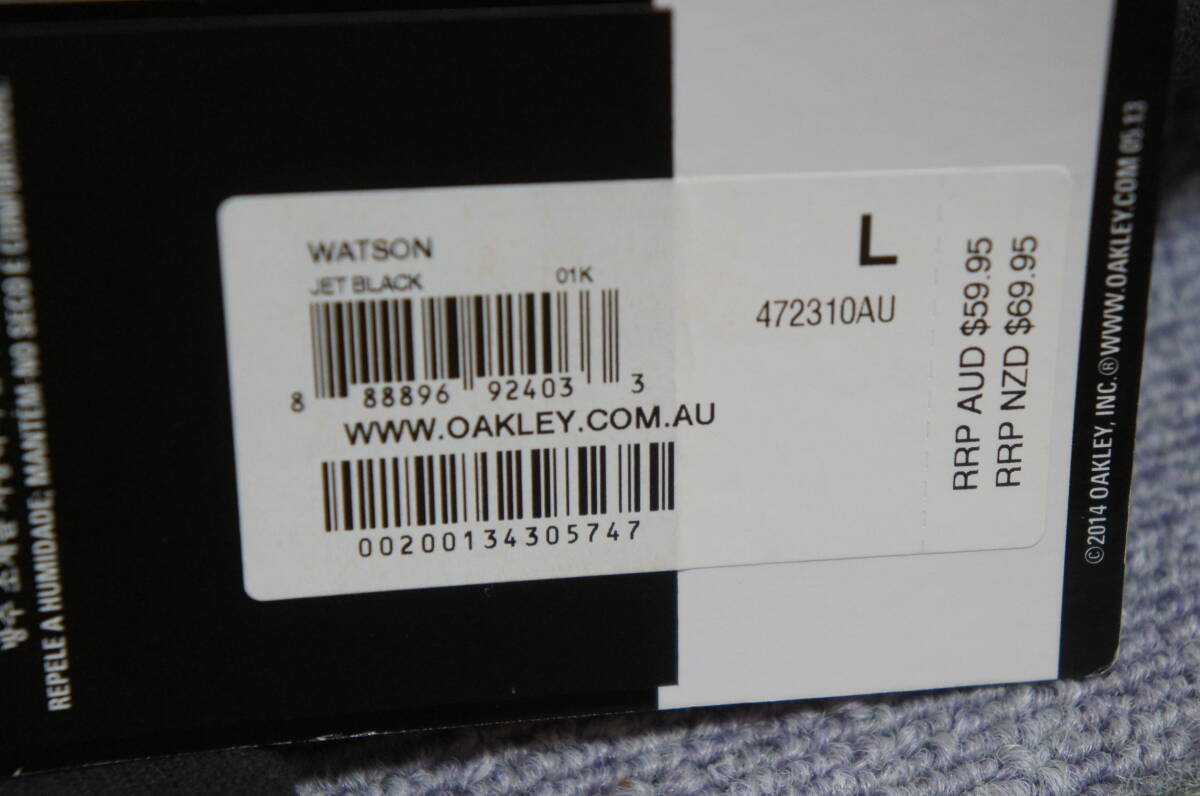 WATSON
JET BLACK 01K
8 88896 92403 3
WWW.OAKLEY.COM.AU
00200134305747
L
472310AU
RRP AUD $59.95
RRP NZD $69.95
©2014 OAKLEY, INC.®WWW.OAKLEY.COM 05.13
REPELE A HUMIDADE; MANTÉM-NO SECO E